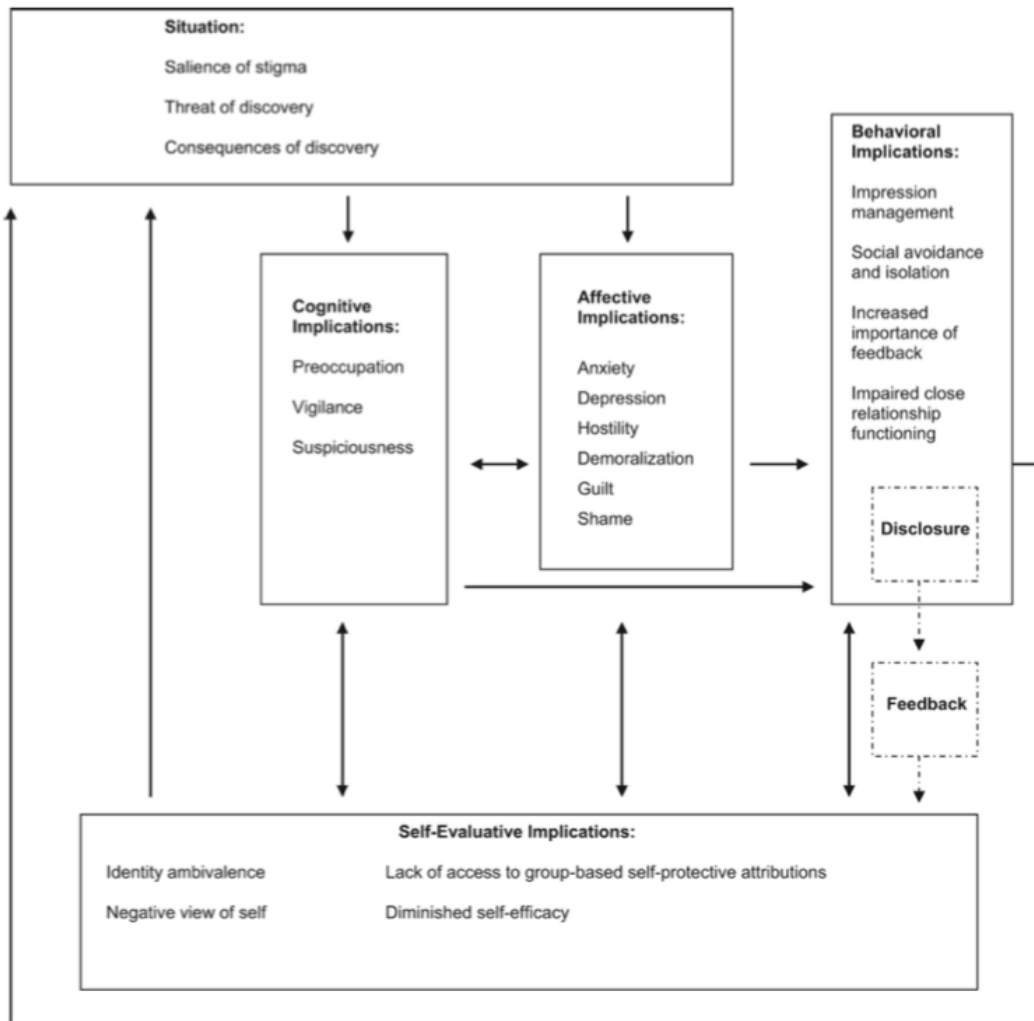 Situation:
Salience of stigma
Threat of discovery
Consequences of discovery
Cognitive
Implications:
Preoccupation
Vigilance
Suspiciousness
Affective
Implications:
Anxiety
Depression
Hostility
Demoralization
Guilt
Shame
Behavioral
Implications:
Impression
management
Social avoidance
and isolation
Increased
importance of
feedback
Impaired close
relationship
functioning
Disclosure
Feedback
Self-Evaluative Implications:
Identity ambivalence
Lack of access to group-based self-protective attributions
Negative view of self
Diminished self-efficacy